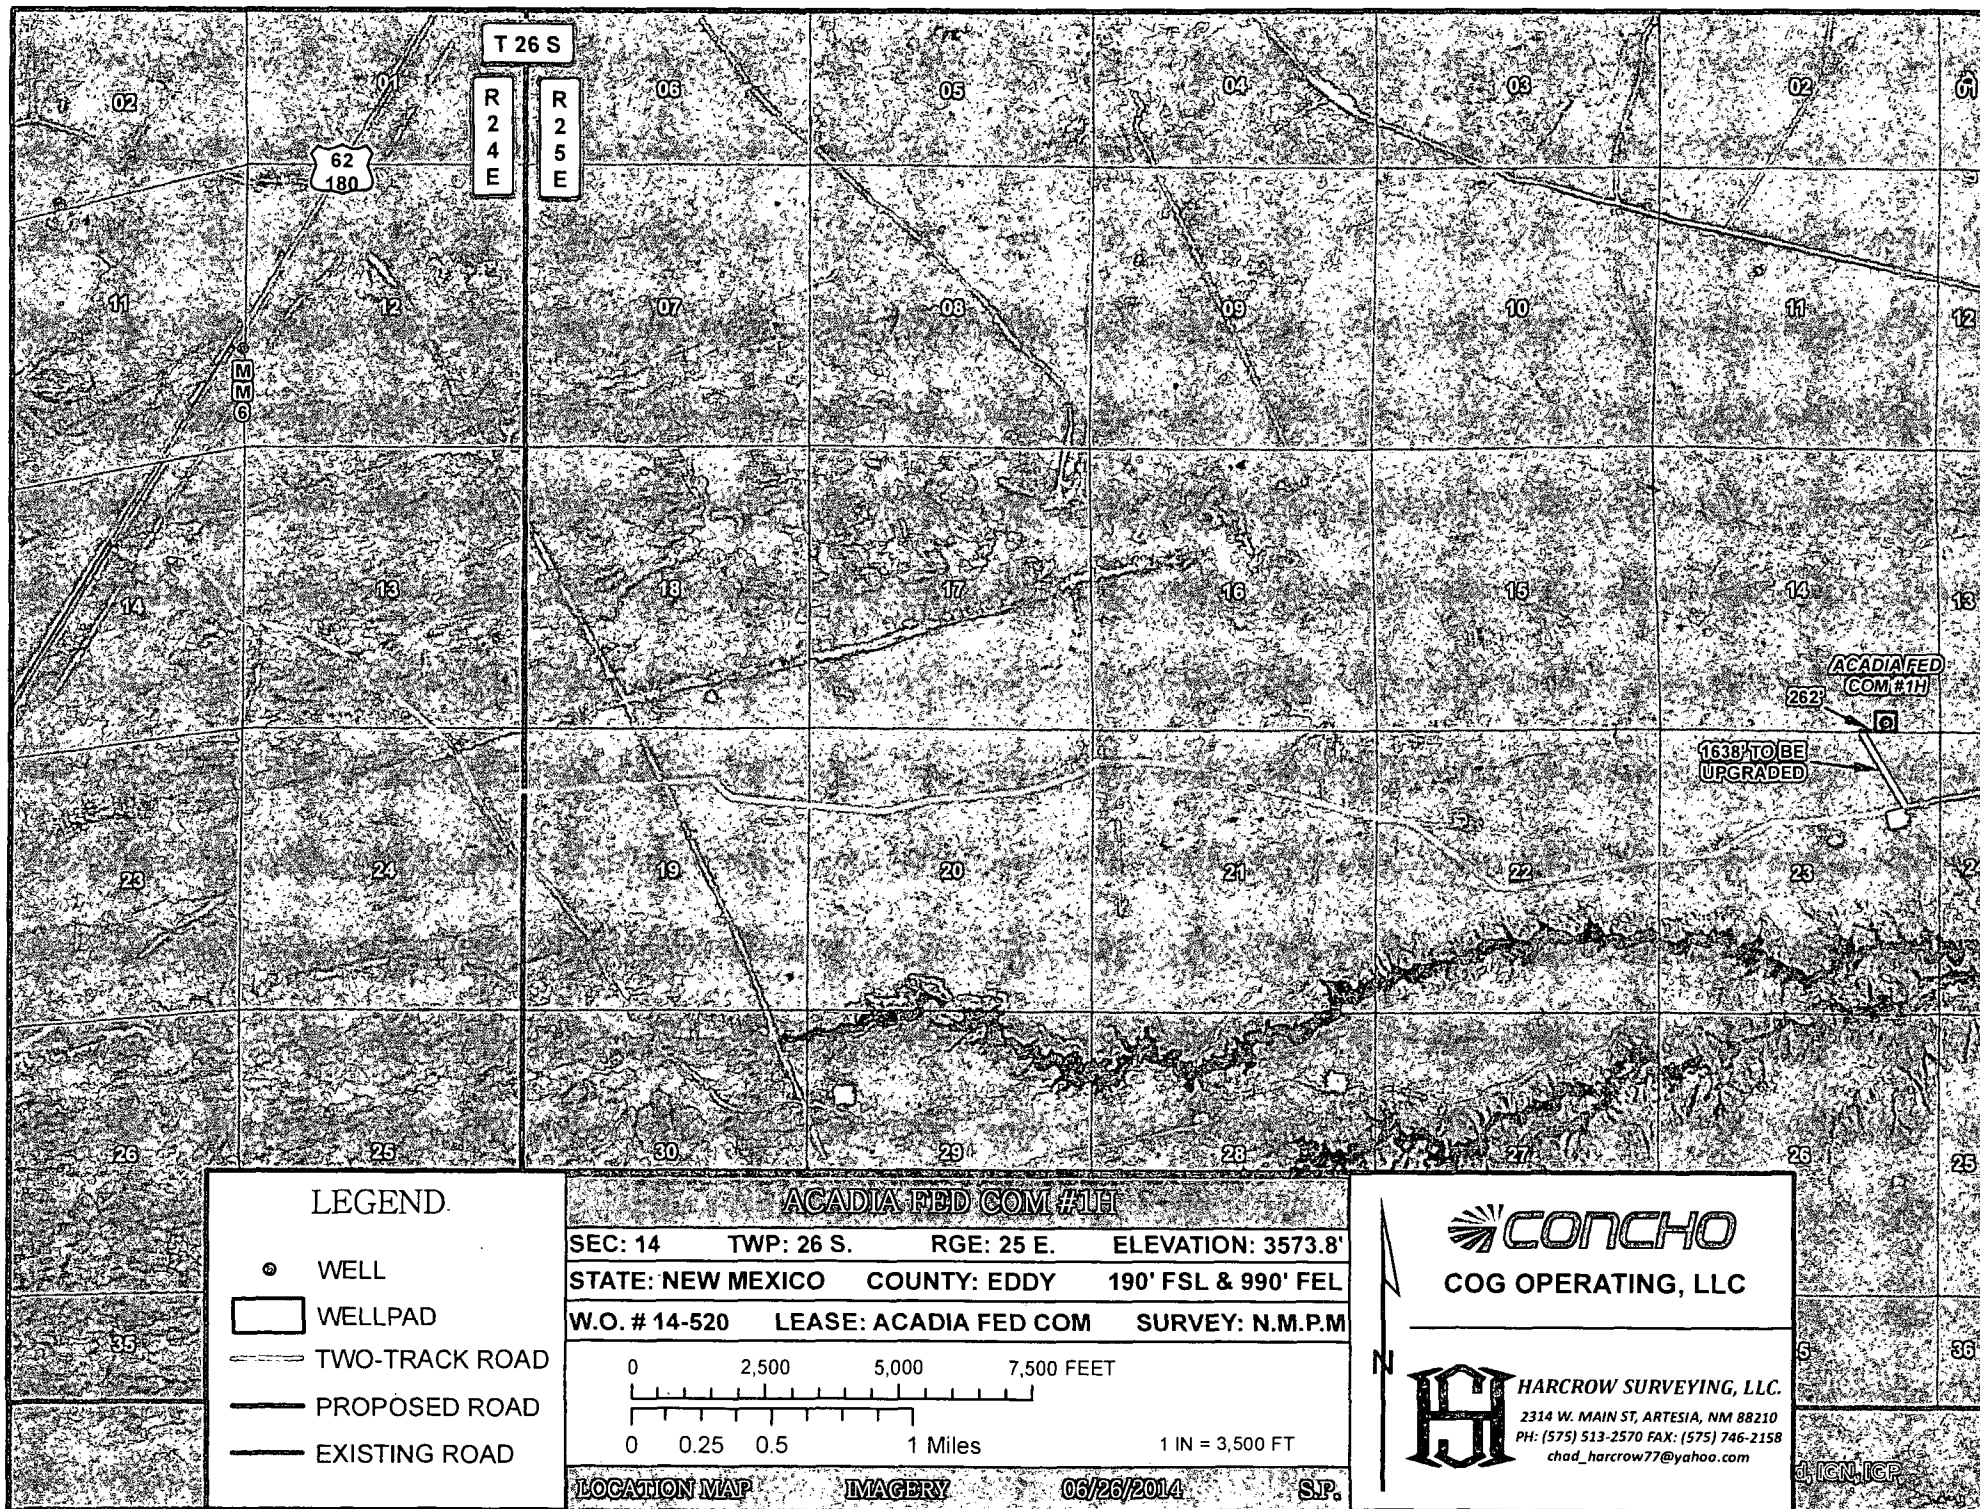 T 26 S
R
2
4
E
R
2
5
E
02
01
06
05
04
03
02
62
180
11
12
07
08
09
10
11
12
M
M
6
14
13
18
17
16
15
14
13
ACADIA FED
COM #1H
262'
1638' TO BE
UPGRADED
23
24
19
20
21
22
23
26
25
30
29
28
27
26
25
35
36
LEGEND
WELL
WELLPAD
TWO-TRACK ROAD
PROPOSED ROAD
EXISTING ROAD
ACADIA FED COM #1H
SEC: 14 TWP: 26 S. RGE: 25 E. ELEVATION: 3573.8'
STATE: NEW MEXICO COUNTY: EDDY 190' FSL & 990' FEL
W.O. # 14-520 LEASE: ACADIA FED COM SURVEY: N.M.P.M
0 2,500 5,000 7,500 FEET
0 0.25 0.5 1 Miles 1 IN = 3,500 FT
LOCATION MAP IMAGERY 06/26/2014 S.P.
N
CONCHO
COG OPERATING, LLC
HARCROW SURVEYING, LLC.
2314 W. MAIN ST, ARTESIA, NM 88210
PH: (575) 513-2570 FAX: (575) 746-2158
chad_harcrow77@yahoo.com
IGN, IGP